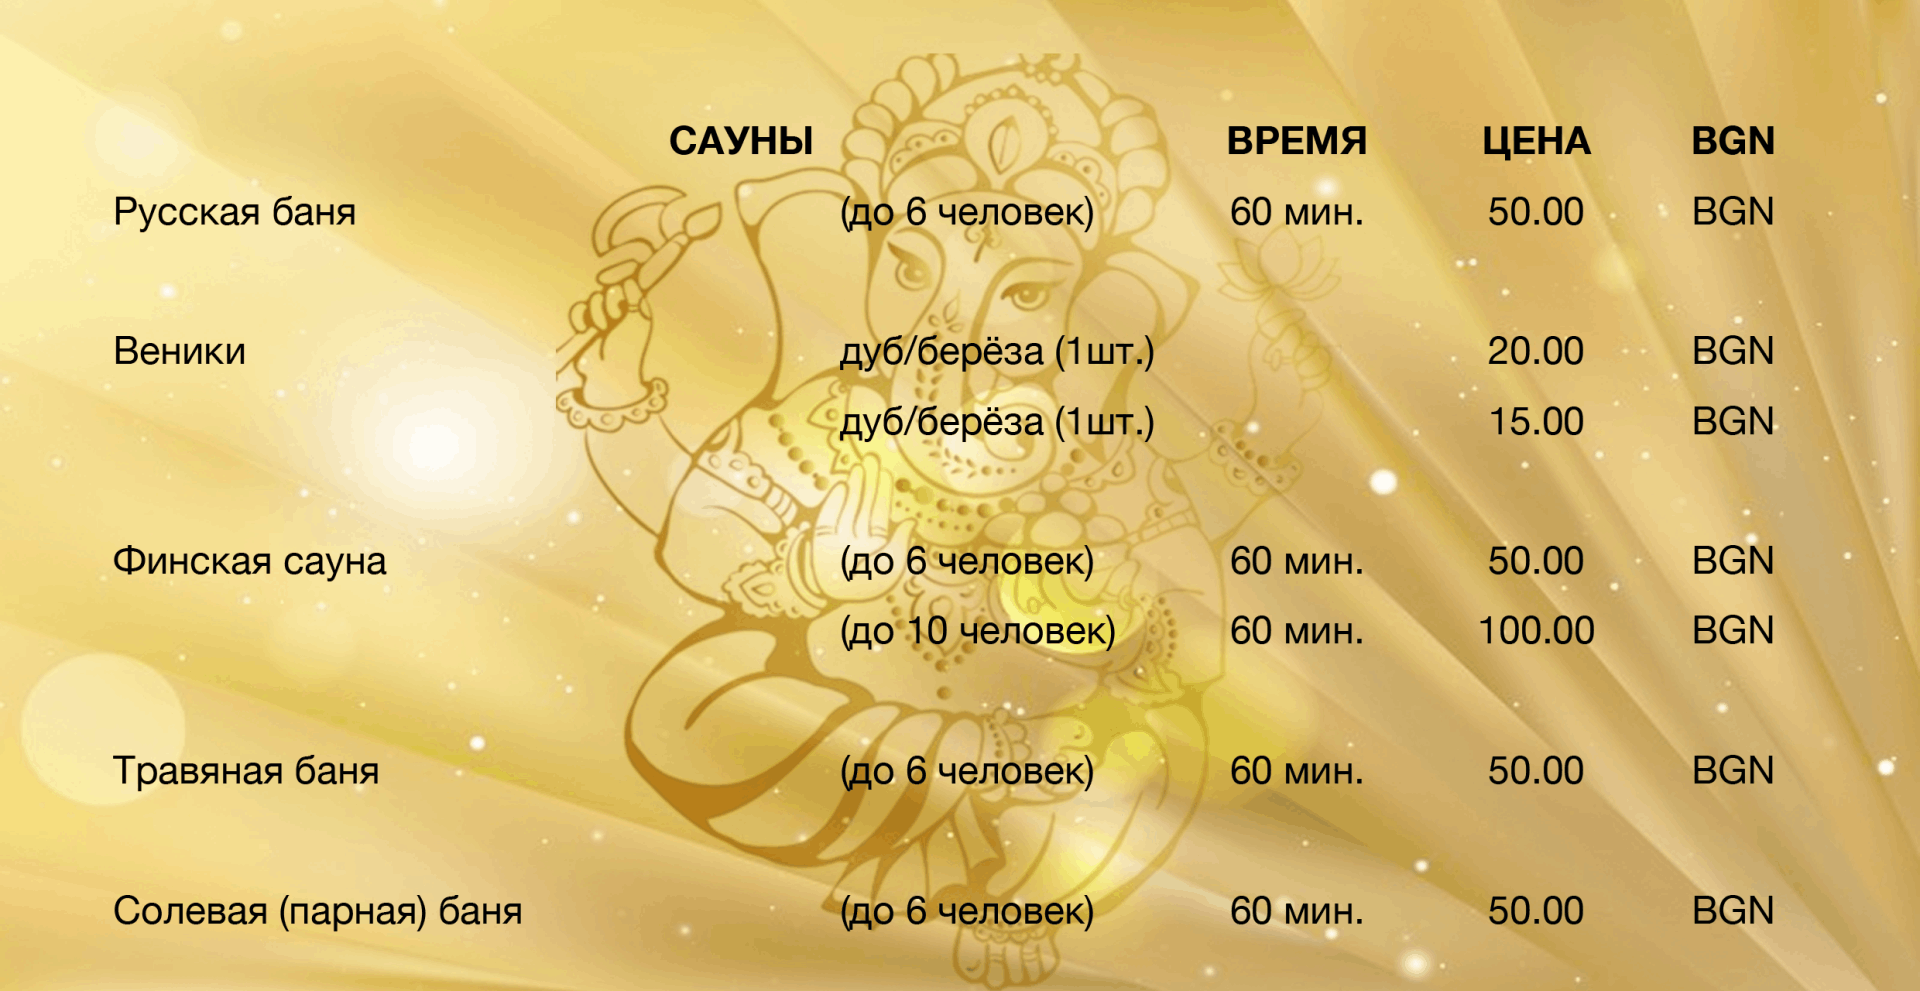 САУНЫ ВРЕМЯ ЦЕНА BGN
Русская баня (до 6 человек) 60 мин. 50.00 BGN
Веники дуб/берёза (1шт.) 20.00 BGN
дуб/берёза (1шт.) 15.00 BGN
Финская сауна (до 6 человек) 60 мин. 50.00 BGN
(до 10 человек) 60 мин. 100.00 BGN
Травяная баня (до 6 человек) 60 мин. 50.00 BGN
Солевая (парная) баня (до 6 человек) 60 мин. 50.00 BGN